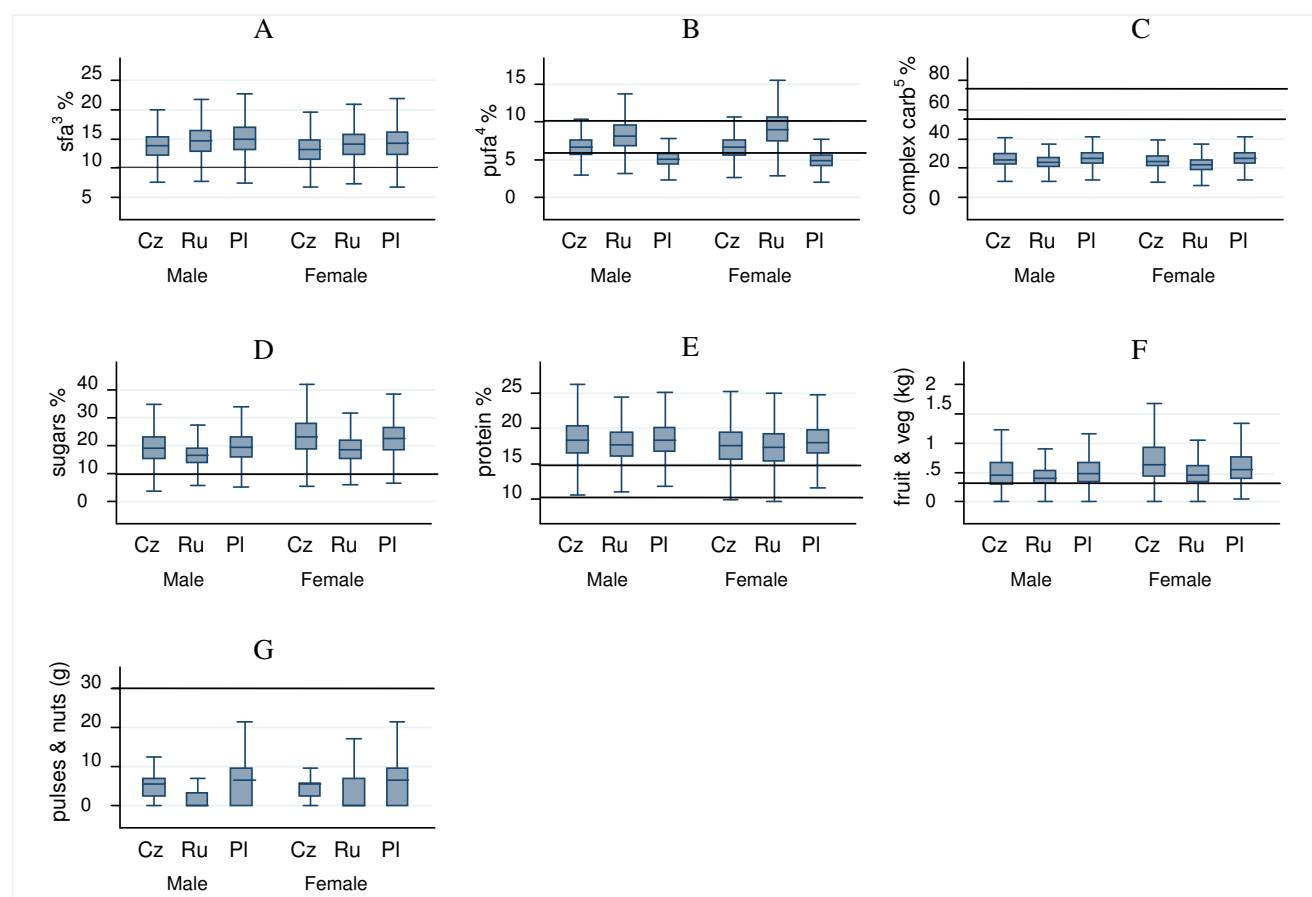 A
sfa3 %
25
20
15
10
5
Cz Ru Pl Cz Ru Pl
Male Female
B
pufa4 %
15
10
5
0
Cz Ru Pl Cz Ru Pl
Male Female
C
complex carb5 %
80
60
40
20
0
Cz Ru Pl Cz Ru Pl
Male Female
D
sugars %
40
30
20
10
0
Cz Ru Pl Cz Ru Pl
Male Female
E
protein %
25
20
15
10
Cz Ru Pl Cz Ru Pl
Male Female
F
fruit & veg (kg)
2
1.5
1
.5
0
Cz Ru Pl Cz Ru Pl
Male Female
G
pulses & nuts (g)
30
20
10
0
Cz Ru Pl Cz Ru Pl
Male Female